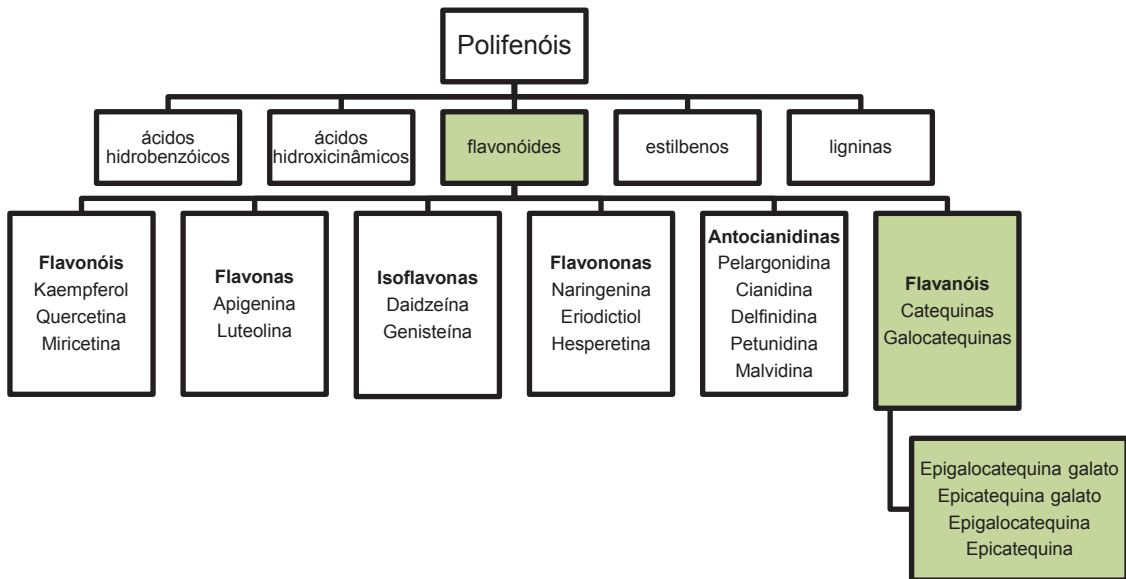 Polifenóis
ácidos
hidrobenzóicos
ácidos
hidroxicinâmicos
flavonóides
estilbenos
ligninas
Flavonóis
Kaempferol
Quercetina
Miricetina
Flavonas
Apigenina
Luteolina
Isoflavonas
Daidzeína
Genisteína
Flavononas
Naringenina
Eriodictiol
Hesperetina
Antocianidinas
Pelargonidina
Cianidina
Delfinidina
Petunidina
Malvidina
Flavanóis
Catequinas
Galocatequinas
Epigalocatequina galato
Epicatequina galato
Epigalocatequina
Epicatequina